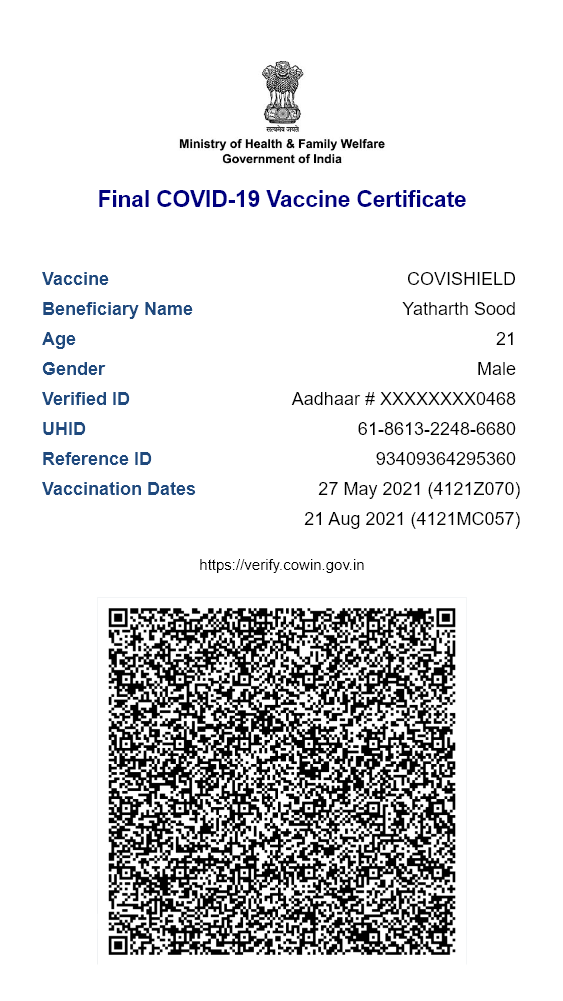 सत्यमेव जयते
Ministry of Health & Family Welfare
Government of India
Final COVID-19 Vaccine Certificate
Vaccine COVISHIELD
Beneficiary Name Yatharth Sood
Age 21
Gender Male
Verified ID Aadhaar # XXXXXXXX0468
UHID 61-8613-2248-6680
Reference ID 93409364295360
Vaccination Dates 27 May 2021 (4121Z070)
21 Aug 2021 (4121MC057)
https://verify.cowin.gov.in